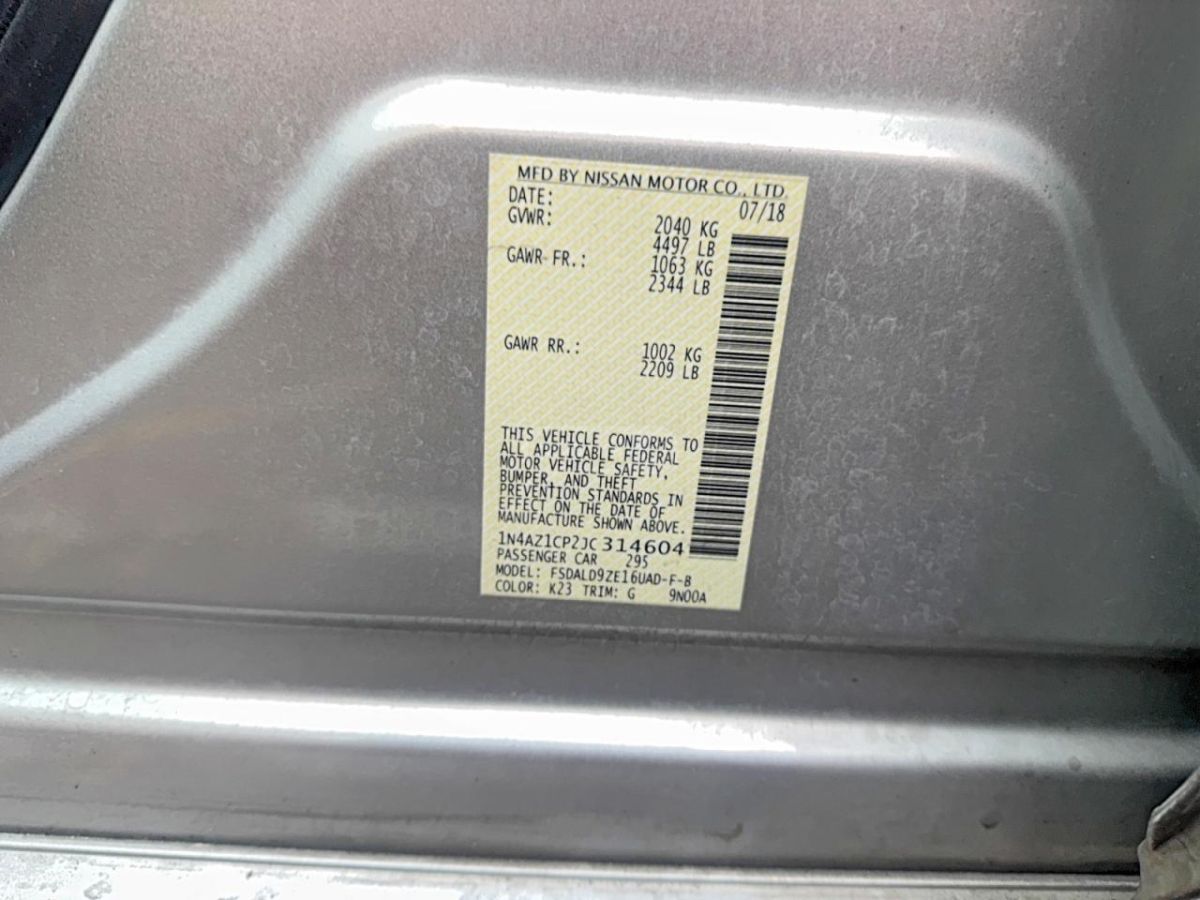 MFD BY NISSAN MOTOR CO., LTD.
DATE: 07/18
GVWR: 2040 KG
4497 LB
GAWR FR.: 1063 KG
2344 LB
GAWR RR.: 1002 KG
2209 LB
THIS VEHICLE CONFORMS TO
ALL APPLICABLE FEDERAL
MOTOR VEHICLE SAFETY,
BUMPER, AND THEFT
PREVENTION STANDARDS IN
EFFECT ON THE DATE OF
MANUFACTURE SHOWN ABOVE.
1N4AZ1CP2JC314604
PASSENGER CAR 295
MODEL: FSDALD9ZE16UAD-F-B
COLOR: K23 TRIM: G 9N00A